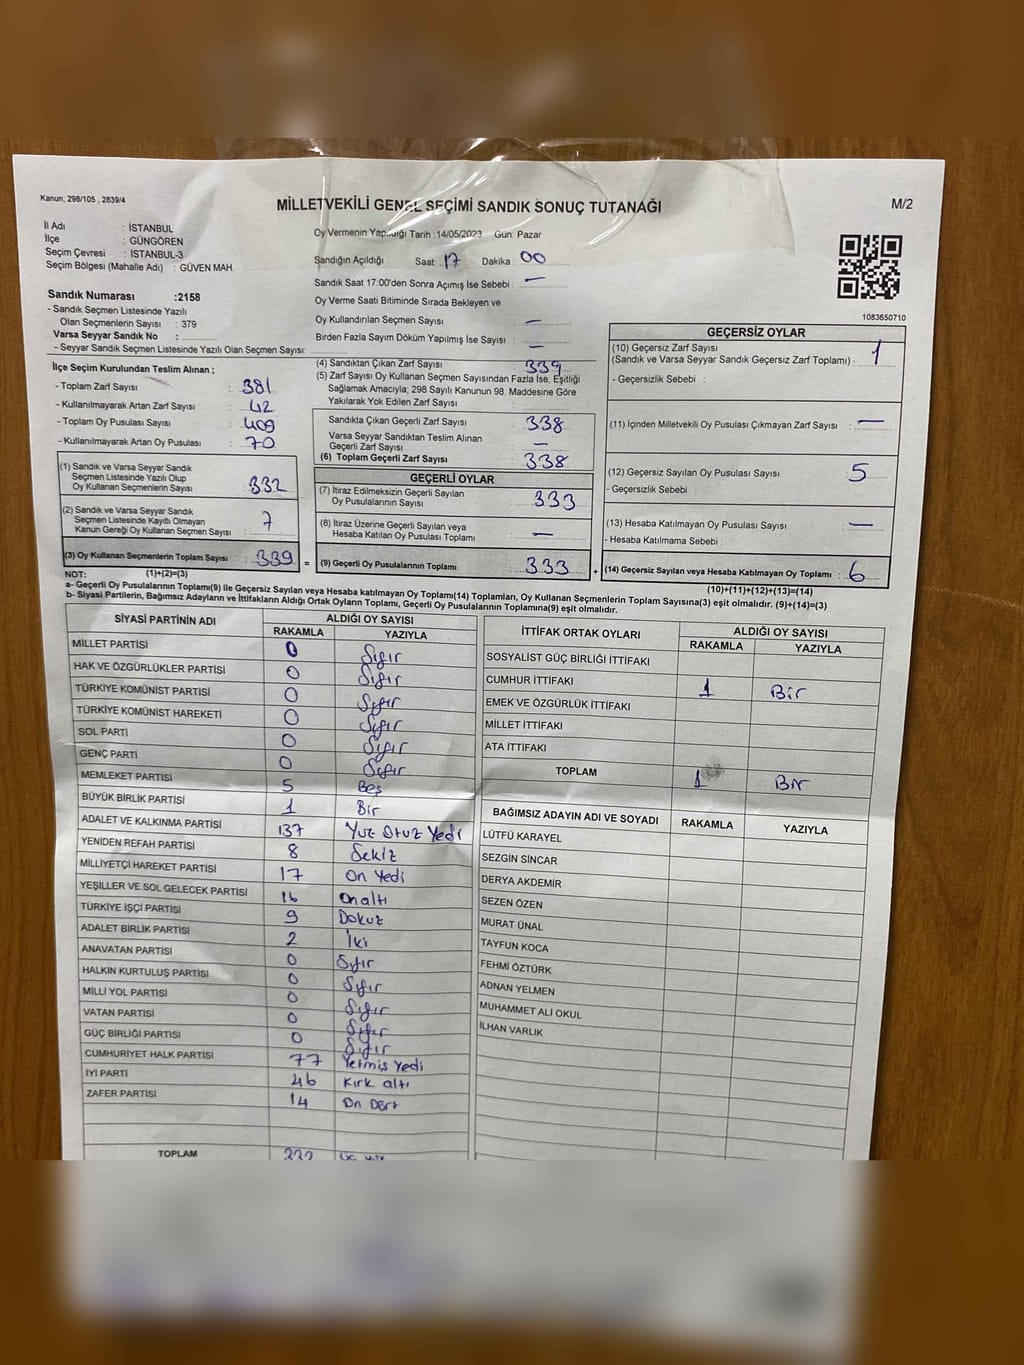 Kanun: 298/105 , 2839/4
MİLLETVEKİLİ GENEL SEÇİMİ SANDIK SONUÇ TUTANAĞI
M/2
İl Adı : İSTANBUL
İlçe : GÜNGÖREN
Seçim Çevresi : İSTANBUL-3
Seçim Bölgesi (Mahalle Adı) : GÜVEN MAH.
Oy Vermenin Yapıldığı Tarih :14/05/2023 Gün: Pazar
Sandığın Açıldığı Saat :17 Dakika : 00
Sandık Saat 17:00'den Sonra Açımış İse Sebebi : —
Oy Verme Saati Bitiminde Sırada Bekleyen ve
Oy Kullandırılan Seçmen Sayısı : —
Birden Fazla Sayım Döküm Yapılmış İse Sayısı : —
1083650710
Sandık Numarası :2158
- Sandık Seçmen Listesinde Yazılı
Olan Seçmenlerin Sayısı : 379
Varsa Seyyar Sandık No :
- Seyyar Sandık Seçmen Listesinde Yazılı Olan Seçmen Sayısı:
İlçe Seçim Kurulundan Teslim Alınan ;
- Toplam Zarf Sayısı : 381
- Kullanılmayarak Artan Zarf Sayısı : 42
- Toplam Oy Pusulası Sayısı : 409
- Kullanılmayarak Artan Oy Pusulası : 70
(1) Sandık ve Varsa Seyyar Sandık
Seçmen Listesinde Yazılı Olup
Oy Kullanan Seçmenlerin Sayısı : 332
(2) Sandık ve Varsa Seyyar Sandık
Seçmen Listesinde Kayıtlı Olmayan
Kanun Gereği Oy Kullanan Seçmen Sayısı : 7
(3) Oy Kullanan Seçmenlerin Toplam Sayısı : 339
(4) Sandıktan Çıkan Zarf Sayısı : 339
(5) Zarf Sayısı Oy Kullanan Seçmen Sayısından Fazla İse, Eşitliği
Sağlamak Amacıyla; 298 Sayılı Kanunun 98. Maddesine Göre
Yakılarak Yok Edilen Zarf Sayısı :
Sandıkta Çıkan Geçerli Zarf Sayısı : 338
Varsa Seyyar Sandıktan Teslim Alınan
Geçerli Zarf Sayısı : —
(6) Toplam Geçerli Zarf Sayısı : 338
GEÇERLİ OYLAR
(7) İtiraz Edilmeksizin Geçerli Sayılan
Oy Pusulalarının Sayısı : 333
(8) İtiraz Üzerine Geçerli Sayılan veya
Hesaba Katılan Oy Pusulası Toplamı : —
= (9) Geçerli Oy Pusulalarının Toplamı : 333 +
GEÇERSİZ OYLAR
(10) Geçersiz Zarf Sayısı
(Sandık ve Varsa Seyyar Sandık Geçersiz Zarf Toplamı) : 1
- Geçersizlik Sebebi :
(11) İçinden Milletvekili Oy Pusulası Çıkmayan Zarf Sayısı : —
(12) Geçersiz Sayılan Oy Pusulası Sayısı : 5
- Geçersizlik Sebebi :
(13) Hesaba Katılmayan Oy Pusulası Sayısı : —
- Hesaba Katılmama Sebebi :
(14) Geçersiz Sayılan veya Hesaba Katılmayan Oy Toplamı : 6
NOT: (1)+(2)=(3)
(10)+(11)+(12)+(13)=(14)
a- Geçerli Oy Pusulalarının Toplamı(9) ile Geçersiz Sayılan veya Hesaba Katılmayan Oy Toplamı(14) Toplamları, Oy Kullanan Seçmenlerin Toplam Sayısına(3) eşit olmalıdır. (9)+(14)=(3)
b- Siyasi Partilerin, Bağımsız Adayların ve İttifakların Aldığı Ortak Oyların Toplamı, Geçerli Oy Pusulalarının Toplamına(9) eşit olmalıdır.
SİYASİ PARTİNİN ADI ALDIĞI OY SAYISI
RAKAMLA YAZIYLA
MİLLET PARTİSİ 0 Sıfır
HAK VE ÖZGÜRLÜKLER PARTİSİ 0 Sıfır
TÜRKİYE KOMÜNİST PARTİSİ 0 Sıfır
TÜRKİYE KOMÜNİST HAREKETİ 0 Sıfır
SOL PARTİ 0 Sıfır
GENÇ PARTİ 0 Sıfır
MEMLEKET PARTİSİ 5 Beş
BÜYÜK BİRLİK PARTİSİ 1 Bir
ADALET VE KALKINMA PARTİSİ 137 Yüz Otuz Yedi
YENİDEN REFAH PARTİSİ 8 Sekiz
MİLLİYETÇİ HAREKET PARTİSİ 17 On Yedi
YEŞİLLER VE SOL GELECEK PARTİSİ 16 On altı
TÜRKİYE İŞÇİ PARTİSİ 9 Dokuz
ADALET BİRLİK PARTİSİ 2 İki
ANAVATAN PARTİSİ 0 Sıfır
HALKIN KURTULUŞ PARTİSİ 0 Sıfır
MİLLİ YOL PARTİSİ 0 Sıfır
VATAN PARTİSİ 0 Sıfır
GÜÇ BİRLİĞİ PARTİSİ 0 Sıfır
CUMHURİYET HALK PARTİSİ 77 Yetmiş Yedi
İYİ PARTİ 46 Kırk altı
ZAFER PARTİSİ 14 On Dört
TOPLAM
İTTİFAK ORTAK OYLARI ALDIĞI OY SAYISI
RAKAMLA YAZIYLA
SOSYALİST GÜÇ BİRLİĞİ İTTİFAKI
CUMHUR İTTİFAKI 1 Bir
EMEK VE ÖZGÜRLÜK İTTİFAKI
MİLLET İTTİFAKI
ATA İTTİFAKI
TOPLAM 1 Bir
BAĞIMSIZ ADAYIN ADI VE SOYADI RAKAMLA YAZIYLA
LÜTFÜ KARAYEL
SEZGİN SİNCAR
DERYA AKDEMİR
SEZEN ÖZEN
MURAT ÜNAL
TAYFUN KOCA
FEHMİ ÖZTÜRK
ADNAN YELMEN
MUHAMMET ALİ OKUL
İLHAN VARLIK